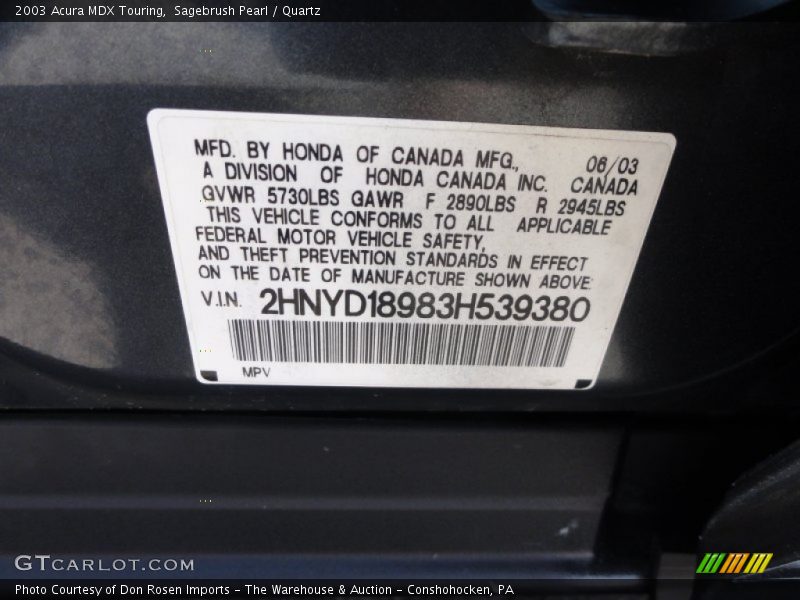 2003 Acura MDX Touring, Sagebrush Pearl / Quartz
MFD. BY HONDA OF CANADA MFG., 06/03
A DIVISION OF HONDA CANADA INC. CANADA
GVWR 5730LBS GAWR F 2890LBS R 2945LBS
THIS VEHICLE CONFORMS TO ALL APPLICABLE
FEDERAL MOTOR VEHICLE SAFETY,
AND THEFT PREVENTION STANDARDS IN EFFECT
ON THE DATE OF MANUFACTURE SHOWN ABOVE.
V.I.N. 2HNYD18983H539380
MPV
GTCARLOT.COM
Photo Courtesy of Don Rosen Imports – The Warehouse & Auction – Conshohocken, PA